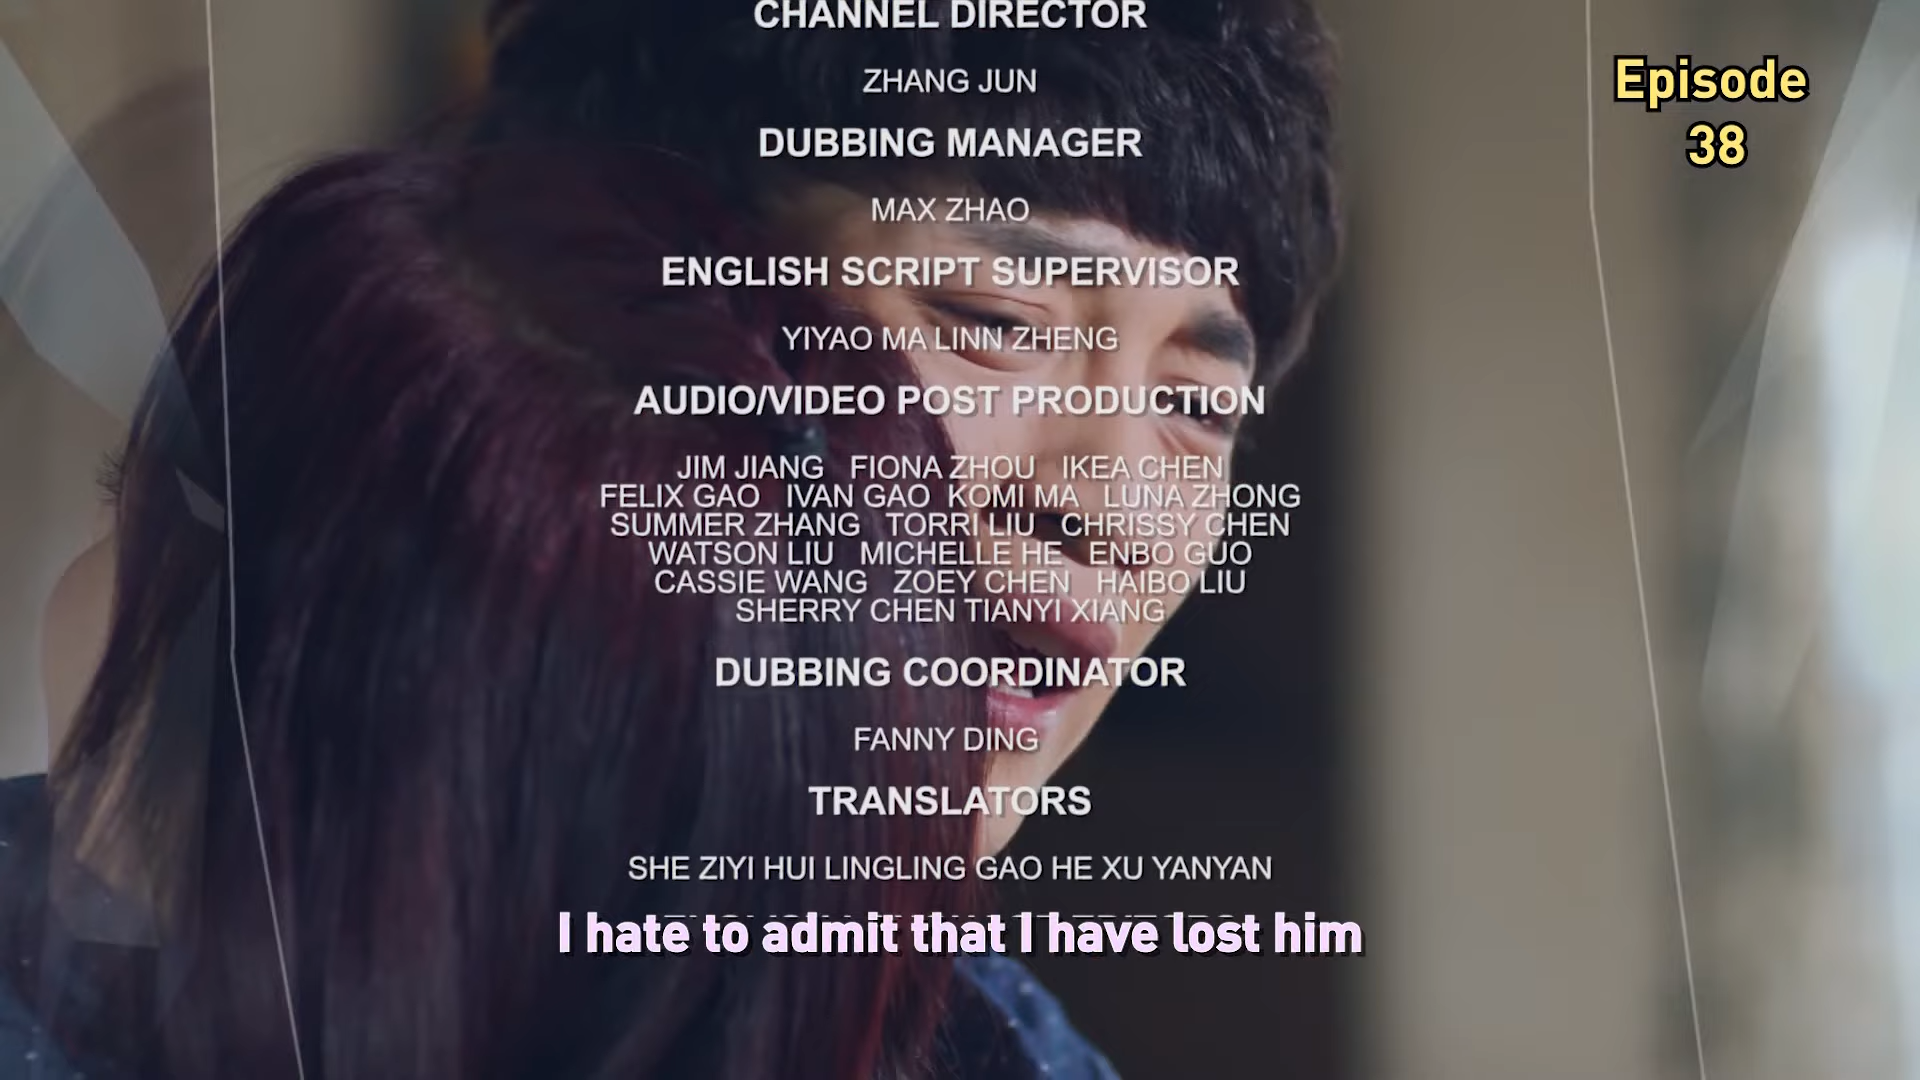 CHANNEL DIRECTOR
Episode
38
ZHANG JUN
DUBBING MANAGER
MAX ZHAO
ENGLISH SCRIPT SUPERVISOR
YIYAO MA LINN ZHENG
AUDIO/VIDEO POST PRODUCTION
JIM JIANG FIONA ZHOU IKEA CHEN
FELIX GAO IVAN GAO KOMI MA LUNA ZHONG
SUMMER ZHANG TORRI LIU CHRISSY CHEN
WATSON LIU MICHELLE HE ENBO GUO
CASSIE WANG ZOEY CHEN HAIBO LIU
SHERRY CHEN TIANYI XIANG
DUBBING COORDINATOR
FANNY DING
TRANSLATORS
SHE ZIYI HUI LINGLING GAO HE XU YANYAN
I hate to admit that I have lost him